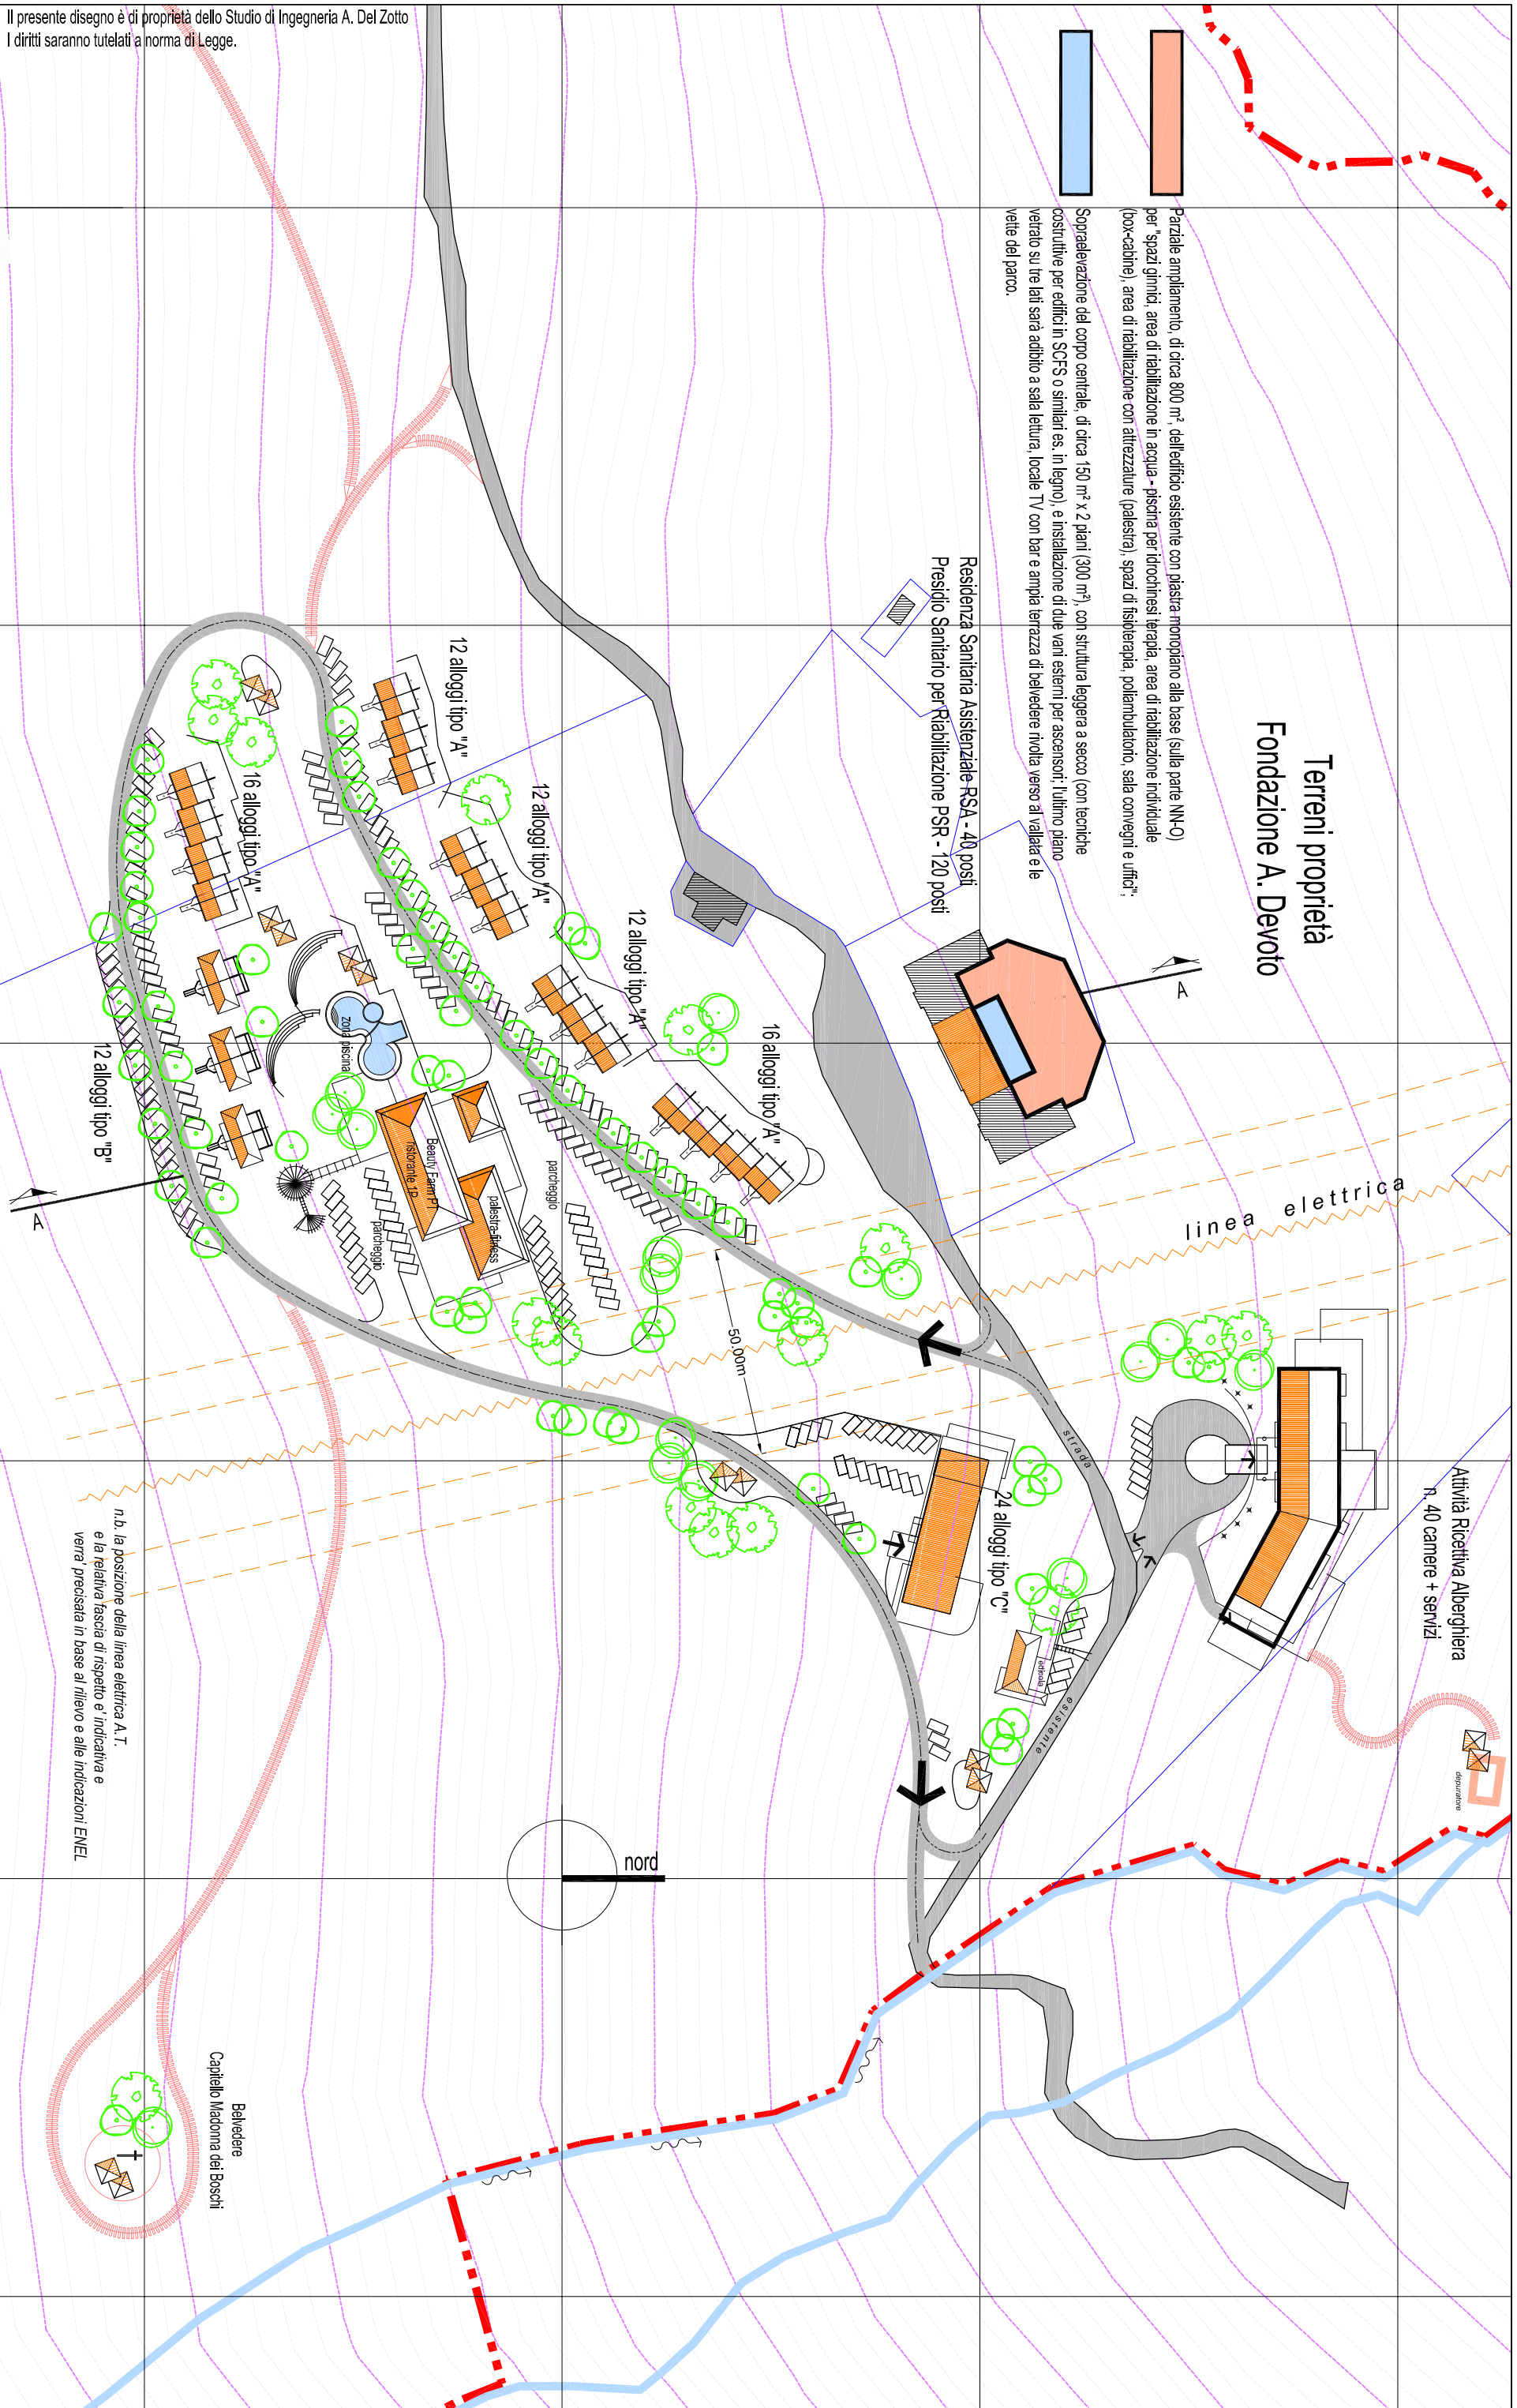 Il presente disegno è di proprietà dello Studio di Ingegneria A. Del Zotto
I diritti saranno tutelati a norma di Legge.
Parziale ampliamento, di circa 800 m², dell'edificio esistente con piastra monopiano alla base (sulla parte NN-O)
per "spazi ginnici, area di riabilitazione in acqua - piscina per idrochinesi terapia, area di riabilitazione individuale
(box-cabine), area di riabilitazione con attrezzature (palestra), spazi di fisioterapia, poliambulatorio, sala convegni e uffici";
Sopraelevazione del corpo centrale, di circa 150 m² x 2 piani (300 m²), con struttura leggera a secco (con tecniche
costruttive per edifici in SCFS o similari es. in legno), e installazione di due vani esterni per ascensori; l'ultimo piano
vetrato su tre lati sarà adibito a sala lettura, locale TV con bar e ampia terrazza di belvedere rivolta verso al vallata e le
vette del parco.
Terreni proprietà
Fondazione A. Devoto
Residenza Sanitaria Asistenziale RSA - 40 posti
Presidio Sanitario per Riabilitazione PSR - 120 posti
A
linea elettrica
Attività Ricettiva Alberghiera
n. 40 camere + servizi
depuratore
12 alloggi tipo "A"
12 alloggi tipo "A"
12 alloggi tipo "A"
16 alloggi tipo "A"
16 alloggi tipo "A"
12 alloggi tipo "B"
zona piscina
Beauty Farm PT
ristorante 1P
palestra-fitness
parcheggio
parcheggio
A
50.00m
strada
esistente
24 alloggi tipo "C"
edicola
nord
n.b. la posizione della linea elettrica A.T.
e la relativa fascia di rispetto e' indicativa e
verra' precisata in base al rilievo e alle indicazioni ENEL
Belvedere
Capitello Madonna dei Boschi